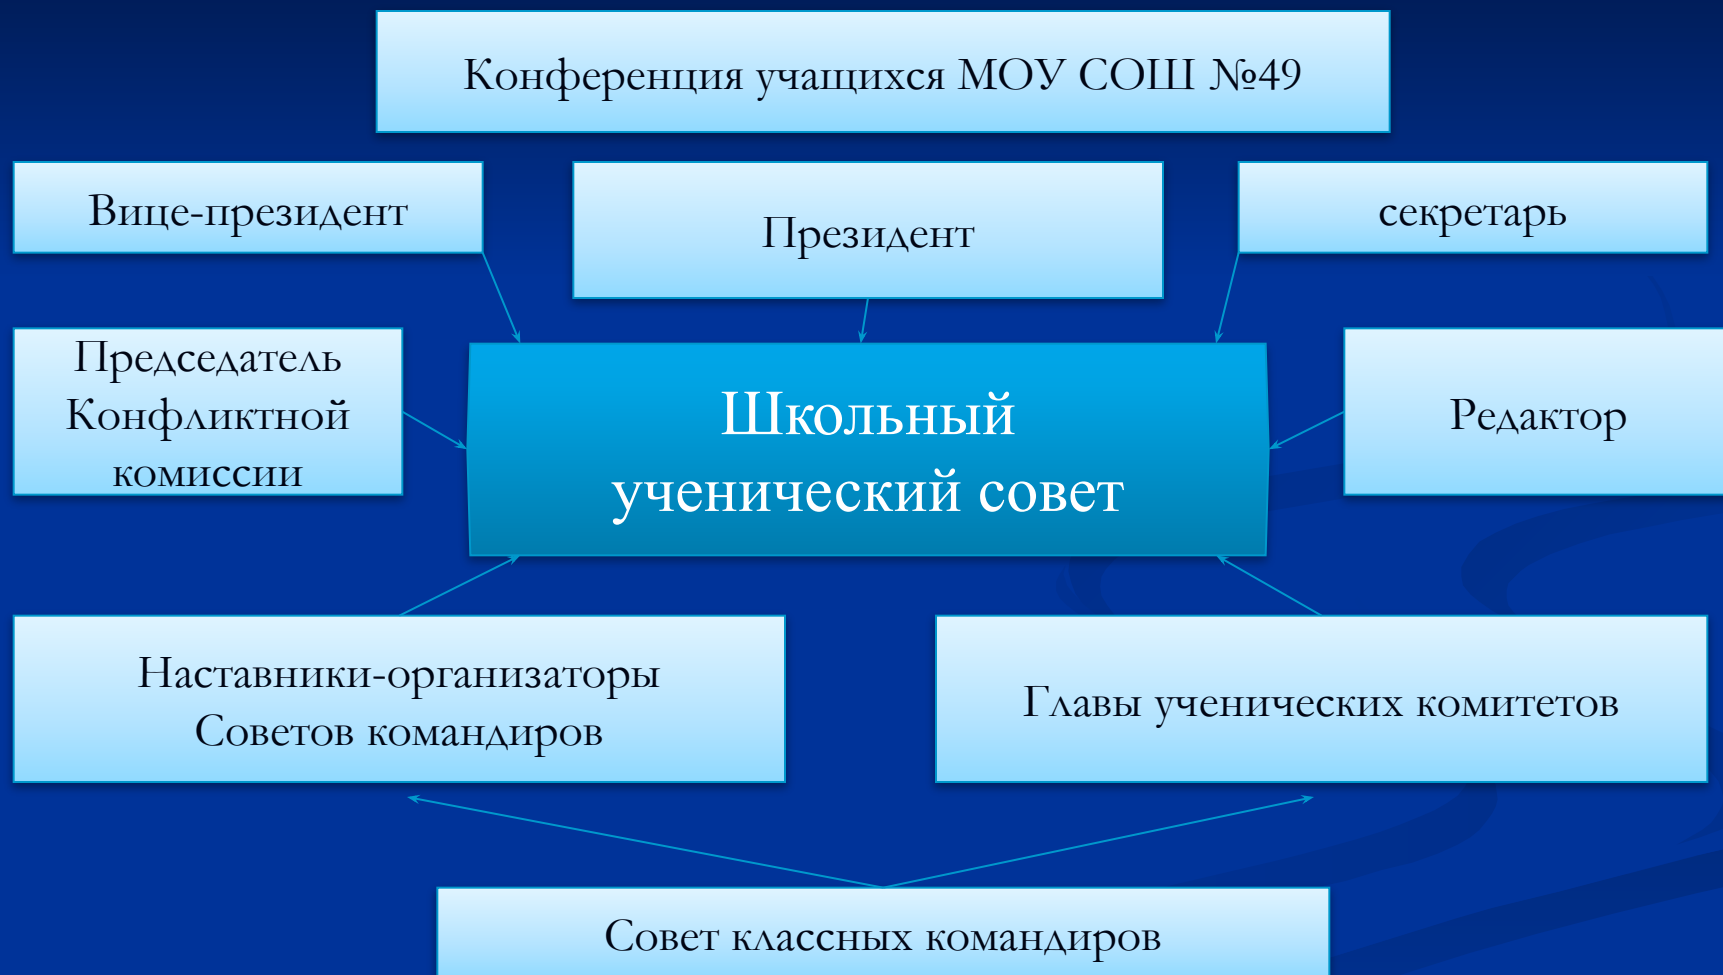 Конференция учащихся МОУ СОШ №49
Вице-президент
Президент
секретарь
Председатель
Конфликтной
комиссии
Школьный
ученический совет
Редактор
Наставники-организаторы
Советов командиров
Главы ученических комитетов
Совет классных командиров